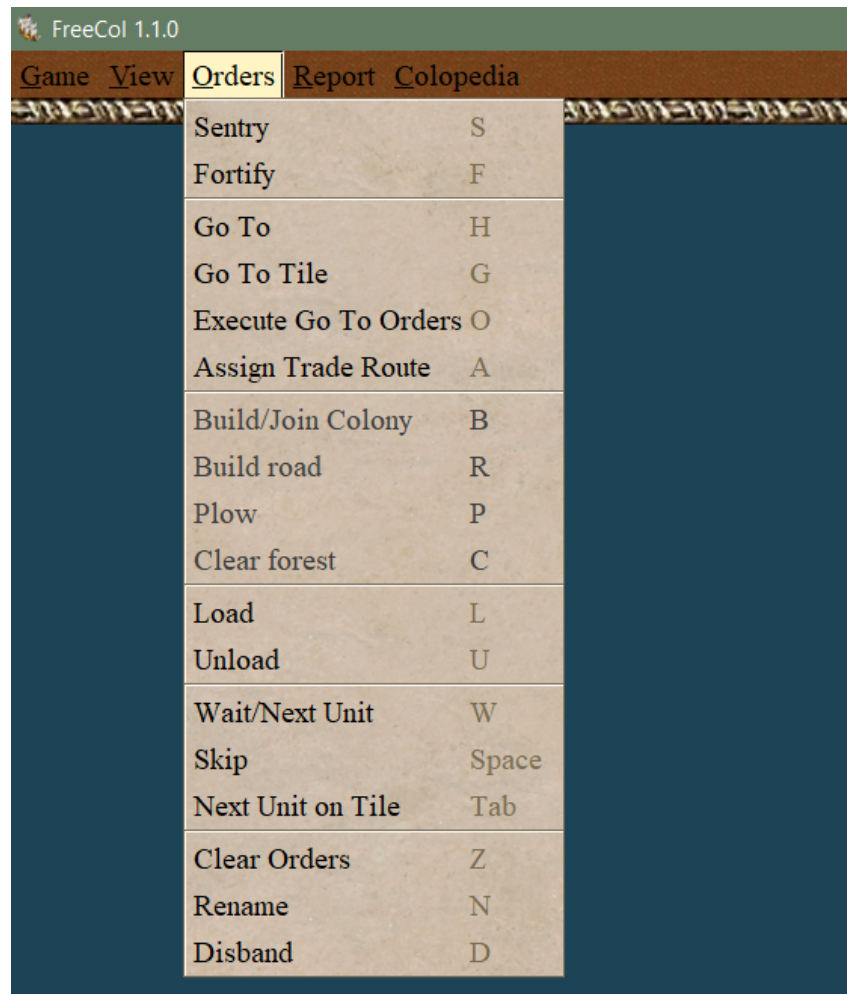 FreeCol 1.1.0
Game View Orders Report Colopedia
Sentry S
Fortify F
Go To H
Go To Tile G
Execute Go To Orders O
Assign Trade Route A
Build/Join Colony B
Build road R
Plow P
Clear forest C
Load L
Unload U
Wait/Next Unit W
Skip Space
Next Unit on Tile Tab
Clear Orders Z
Rename N
Disband D